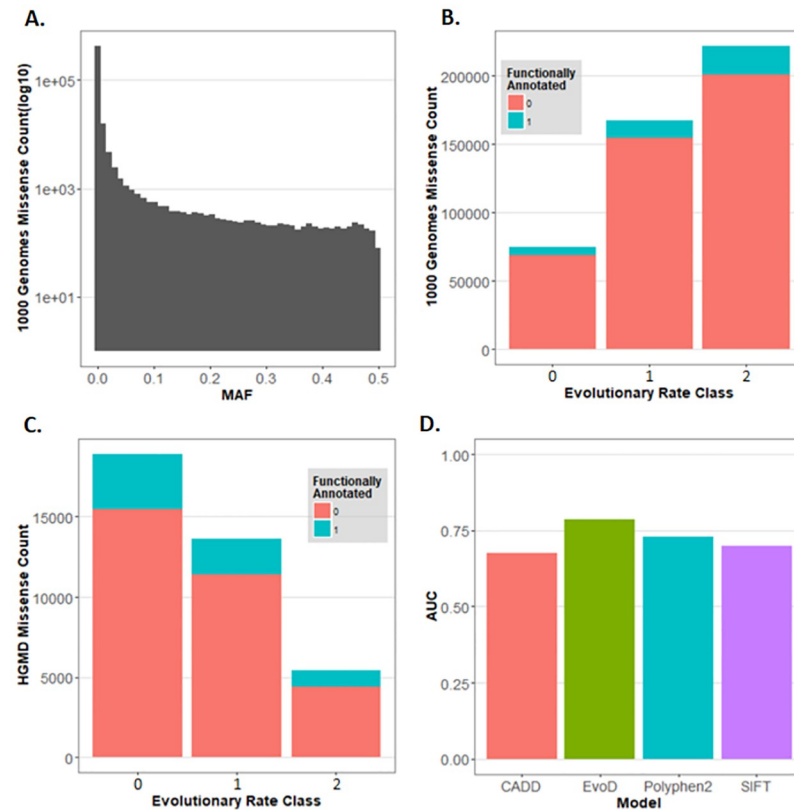 A.
1000 Genomes Missense Count(log10)
1e+05
1e+03
1e+01
0.0 0.1 0.2 0.3 0.4 0.5
MAF
B.
1000 Genomes Missense Count
200000
150000
100000
50000
0
Functionally
Annotated
0
1
0 1 2
Evolutionary Rate Class
C.
HGMD Missense Count
15000
10000
5000
0
Functionally
Annotated
0
1
0 1 2
Evolutionary Rate Class
D.
AUC
1.00
0.75
0.50
0.25
0.00
CADD EvoD Polyphen2 SIFT
Model